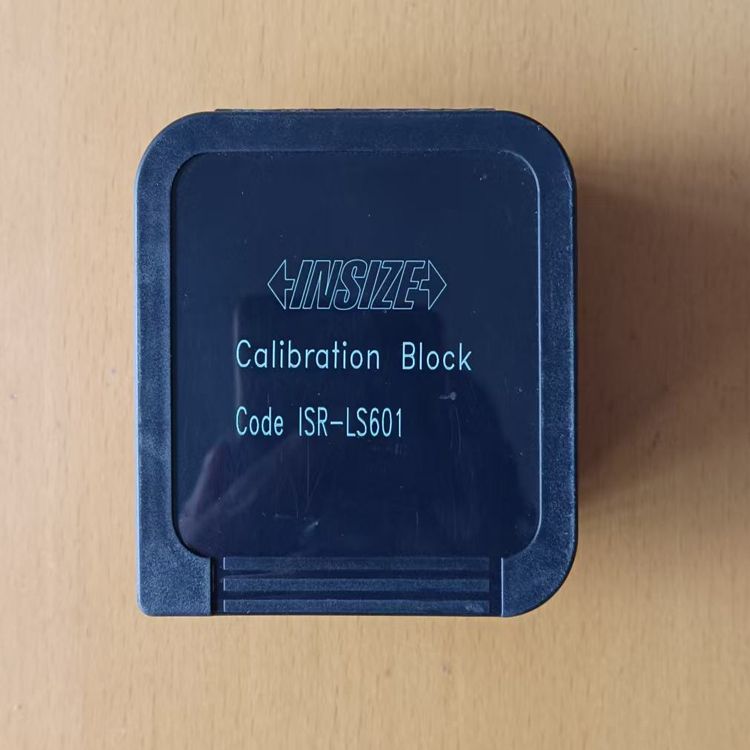 INSIZE
Calibration Block
Code ISR-LS601